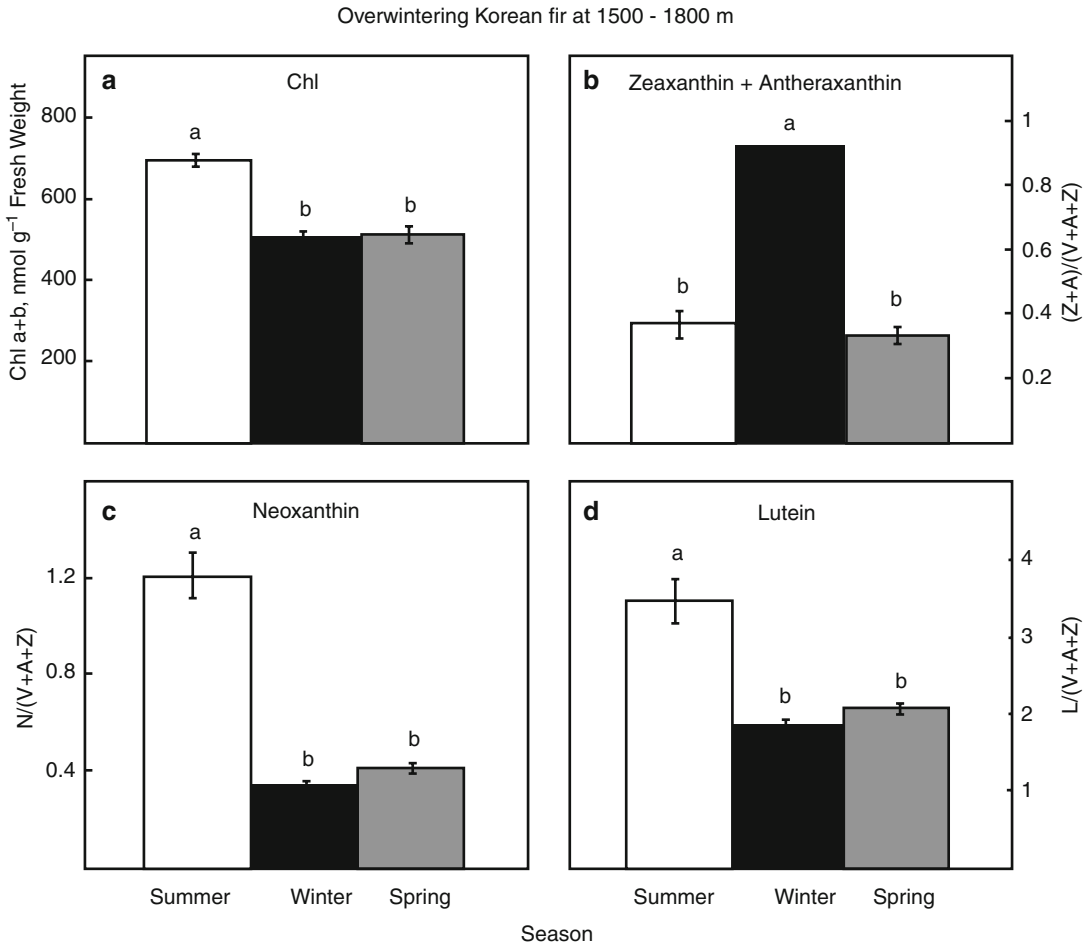 Overwintering Korean fir at 1500 - 1800 m
a
Chl
Chl a+b, nmol g⁻¹ Fresh Weight
800
600
400
200
a
b
b
b
Zeaxanthin + Antheraxanthin
(Z+A)/(V+A+Z)
1
0.8
0.6
0.4
0.2
b
a
b
c
Neoxanthin
N/(V+A+Z)
1.2
0.8
0.4
a
b
b
Summer
Winter
Spring
d
Lutein
L/(V+A+Z)
4
3
2
1
a
b
b
Summer
Winter
Spring
Season